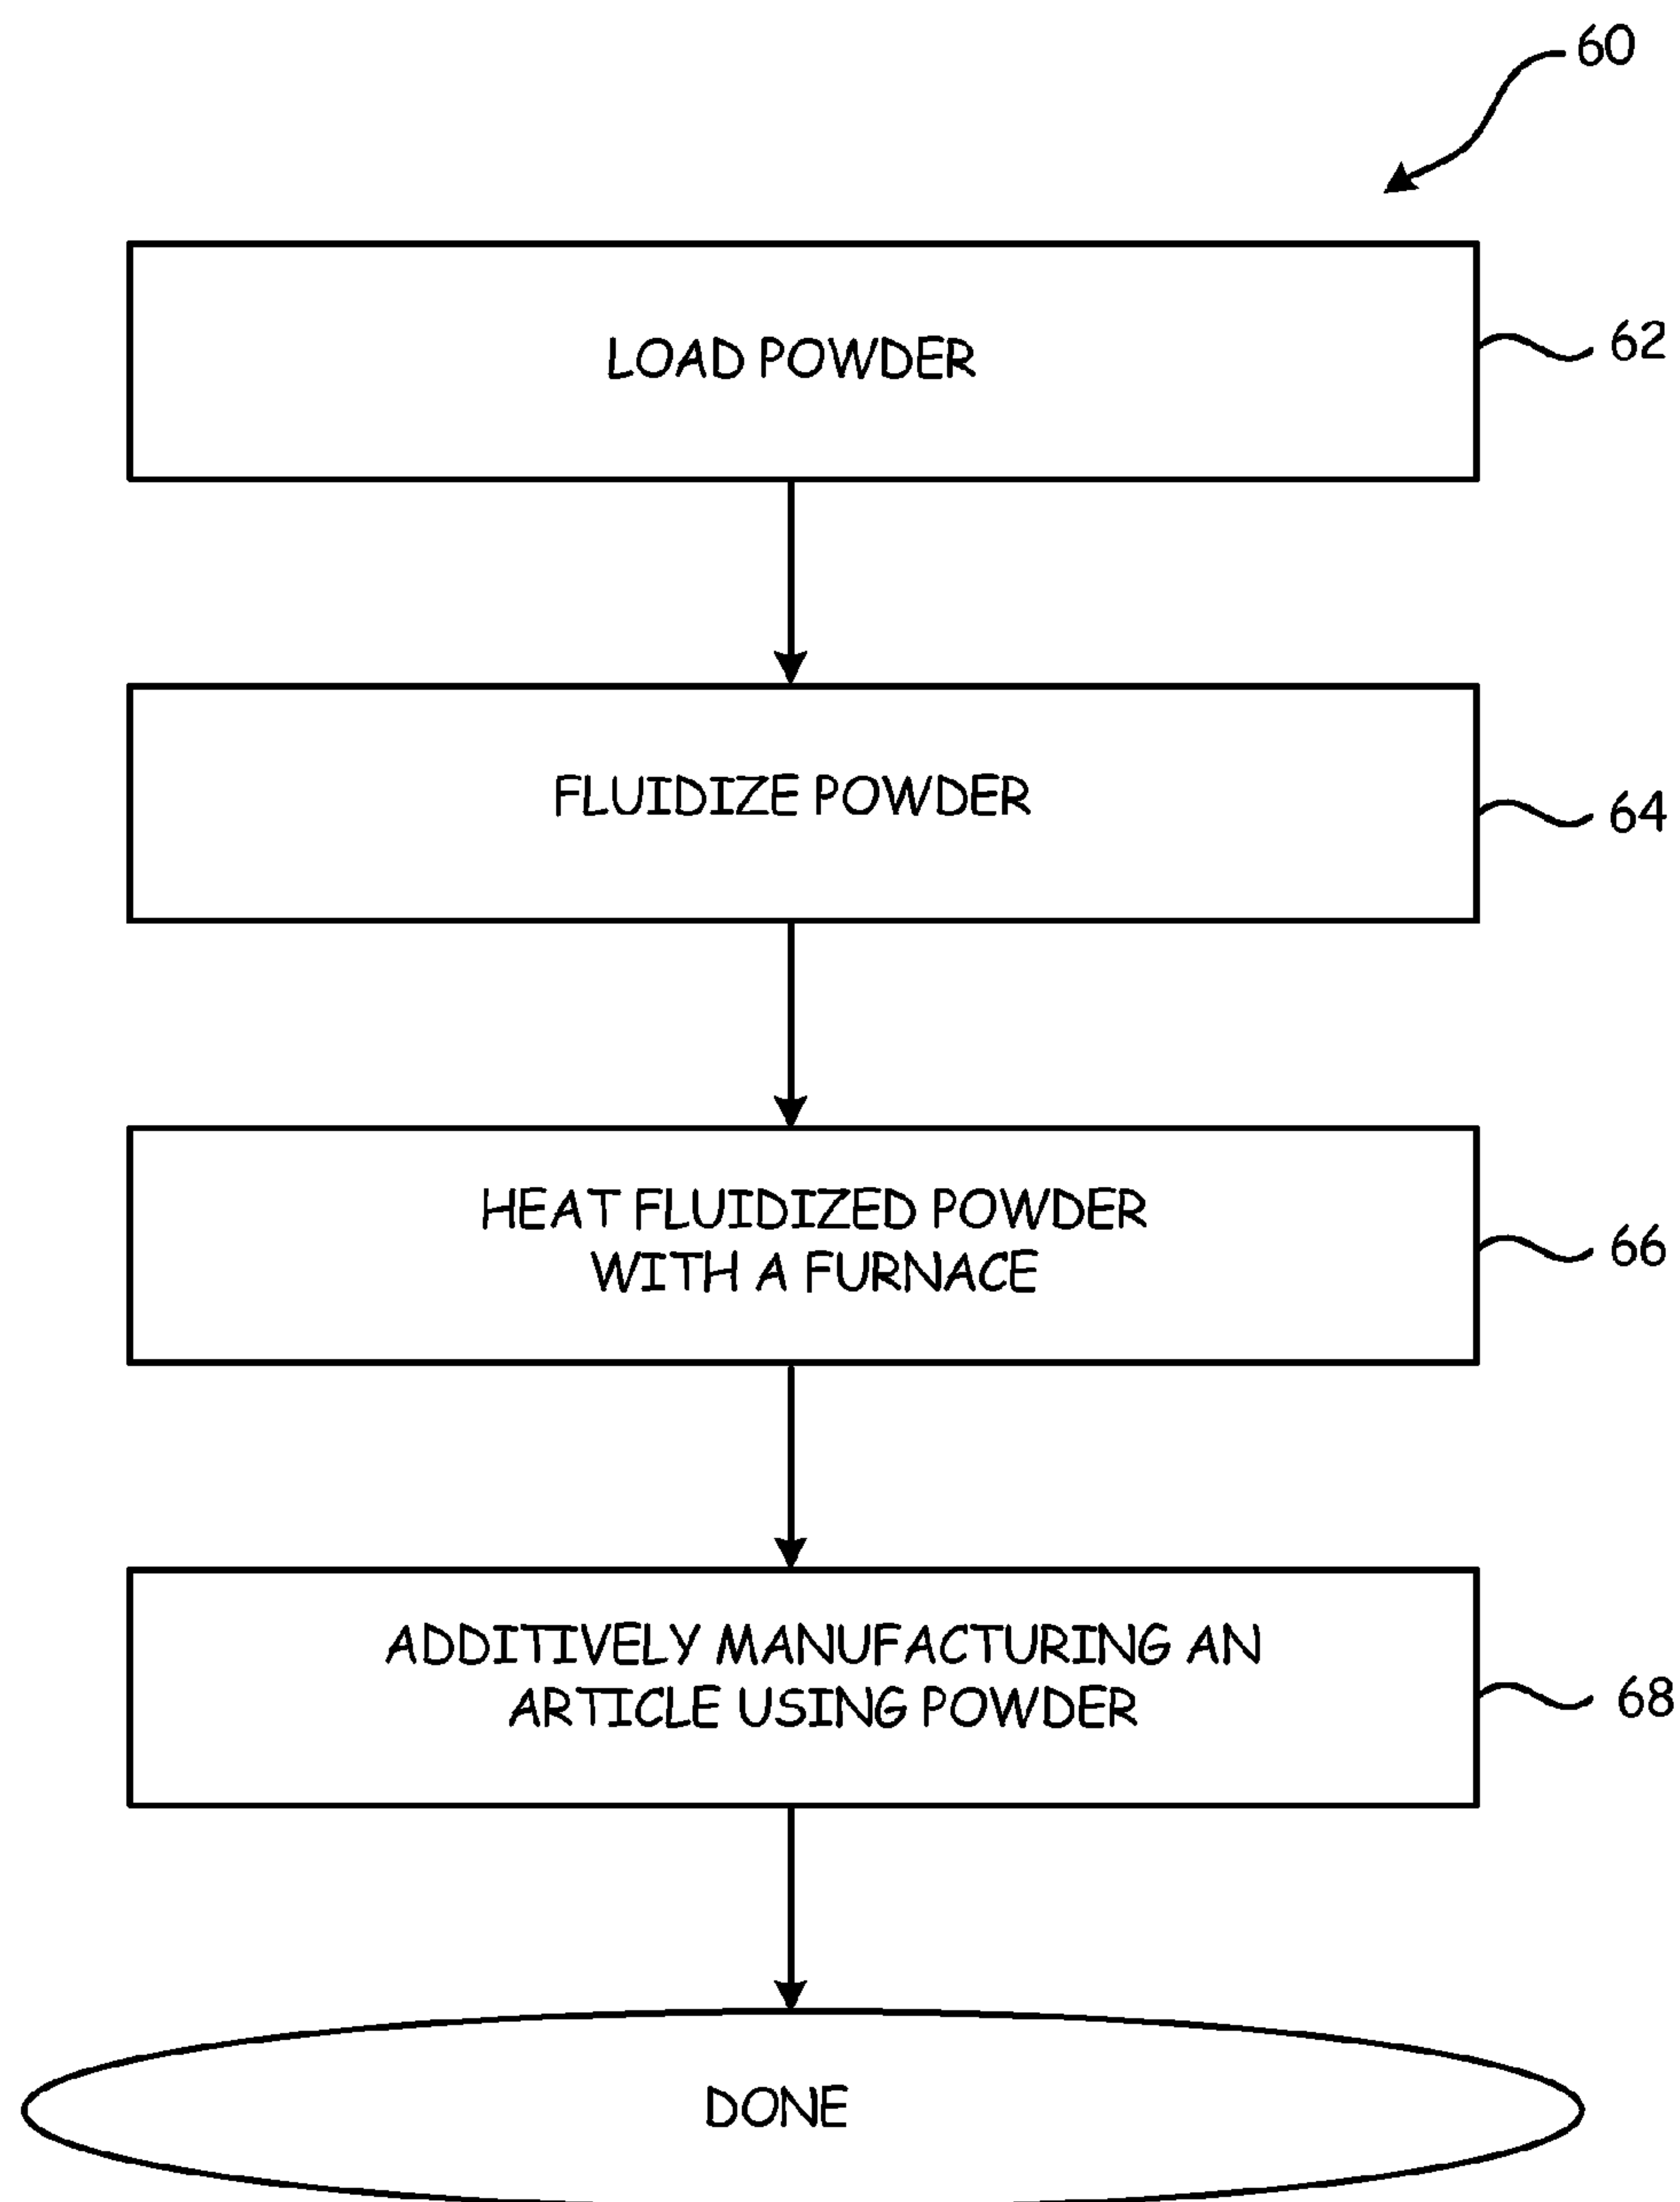 60
LOAD POWDER
62
FLUIDIZE POWDER
64
HEAT FLUIDIZED POWDER
WITH A FURNACE
66
ADDITIVELY MANUFACTURING AN
ARTICLE USING POWDER
68
DONE